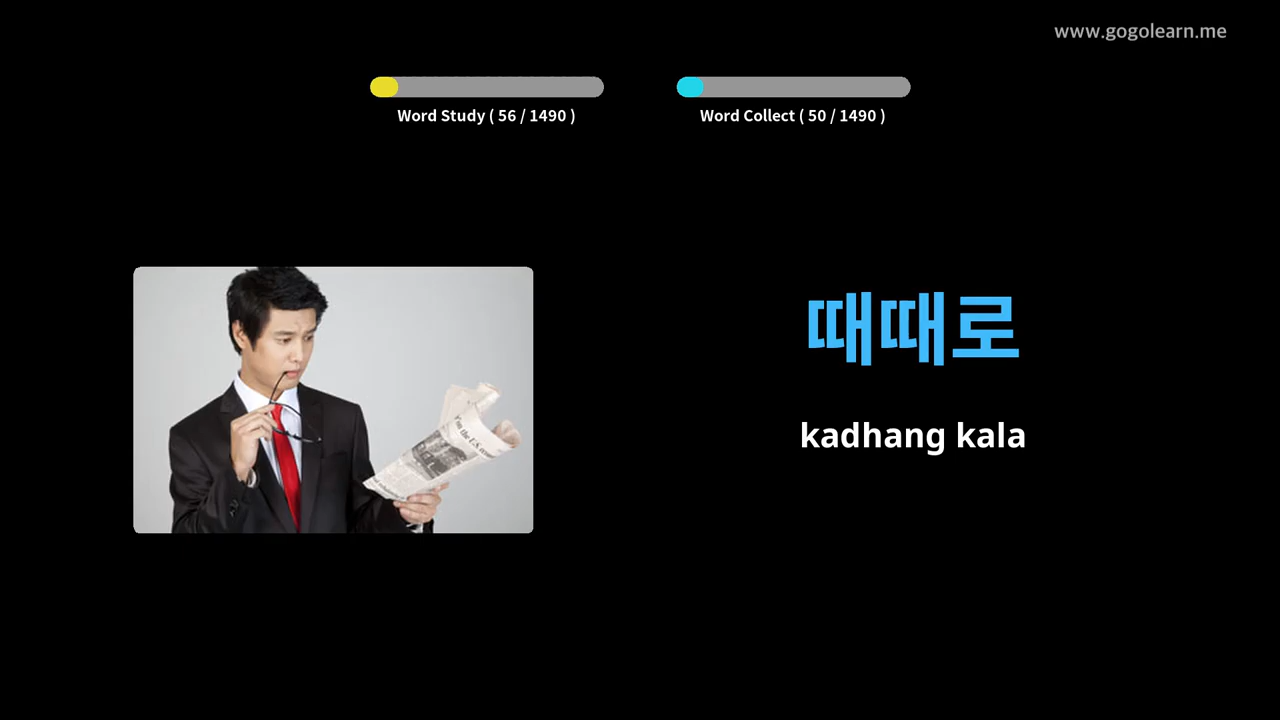 www.gogolearn.me
Word Study ( 56 / 1490 )
Word Collect ( 50 / 1490 )
때때로
kadhang kala